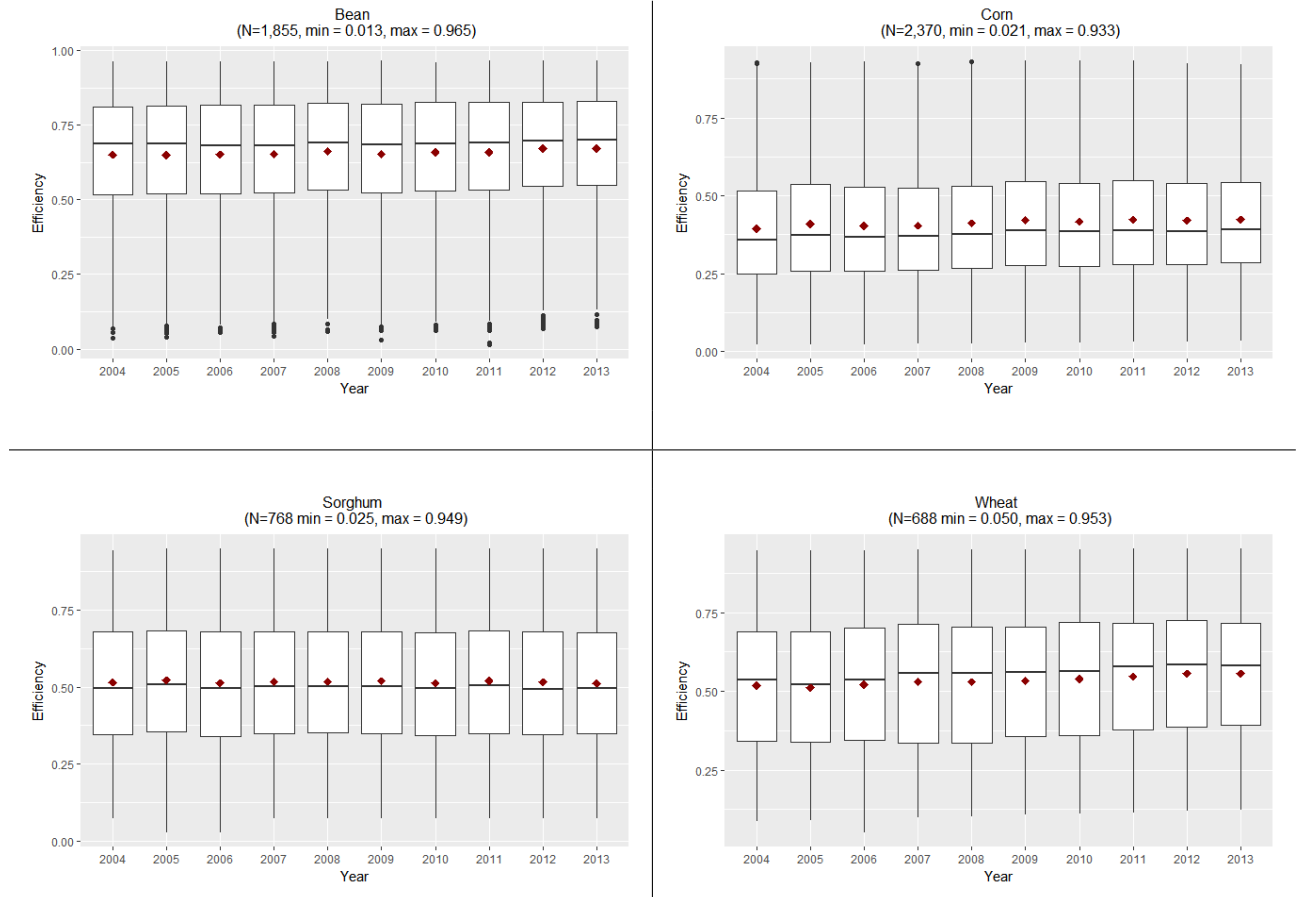 Bean
(N=1,855, min = 0.013, max = 0.965)
1.00
0.75
0.50
0.25
0.00
Efficiency
2004 2005 2006 2007 2008 2009 2010 2011 2012 2013
Year
Corn
(N=2,370, min = 0.021, max = 0.933)
0.75
0.50
0.25
0.00
Efficiency
2004 2005 2006 2007 2008 2009 2010 2011 2012 2013
Year
Sorghum
(N=768 min = 0.025, max = 0.949)
0.75
0.50
0.25
0.00
Efficiency
2004 2005 2006 2007 2008 2009 2010 2011 2012 2013
Year
Wheat
(N=688 min = 0.050, max = 0.953)
0.75
0.50
0.25
Efficiency
2004 2005 2006 2007 2008 2009 2010 2011 2012 2013
Year